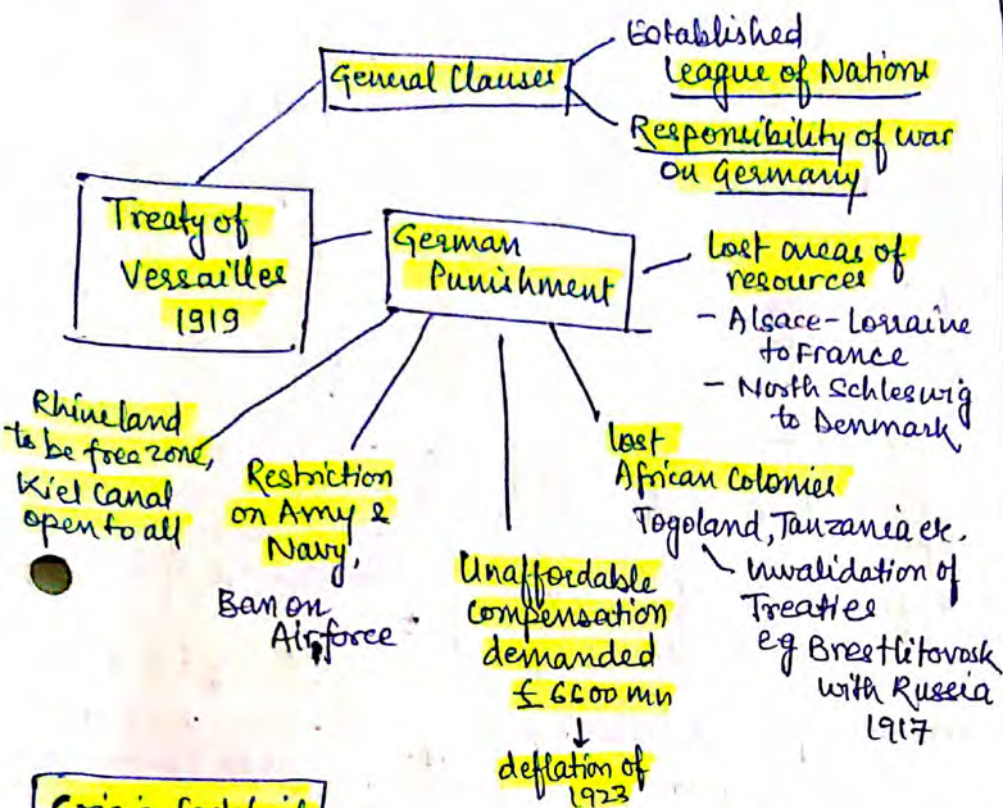 General Clauses
Established
League of Nations
Responsibility of war
on Germany
Treaty of
Versailles
1919
German
Punishment
Lost areas of
resources
- Alsace-Lorraine
to France
- North Schleswig
to Denmark
Rhineland
to be free zone,
Kiel Canal
open to all
Restriction
on Army &
Navy,
Ban on
Airforce
Unaffordable
compensation
demanded
£ 6600 mn
↓
deflation of
1923
Lost
African Colonies
Togoland, Tanzania etc.
Invalidation of
Treaties
eg Brestlitovosk
with Russia
1917